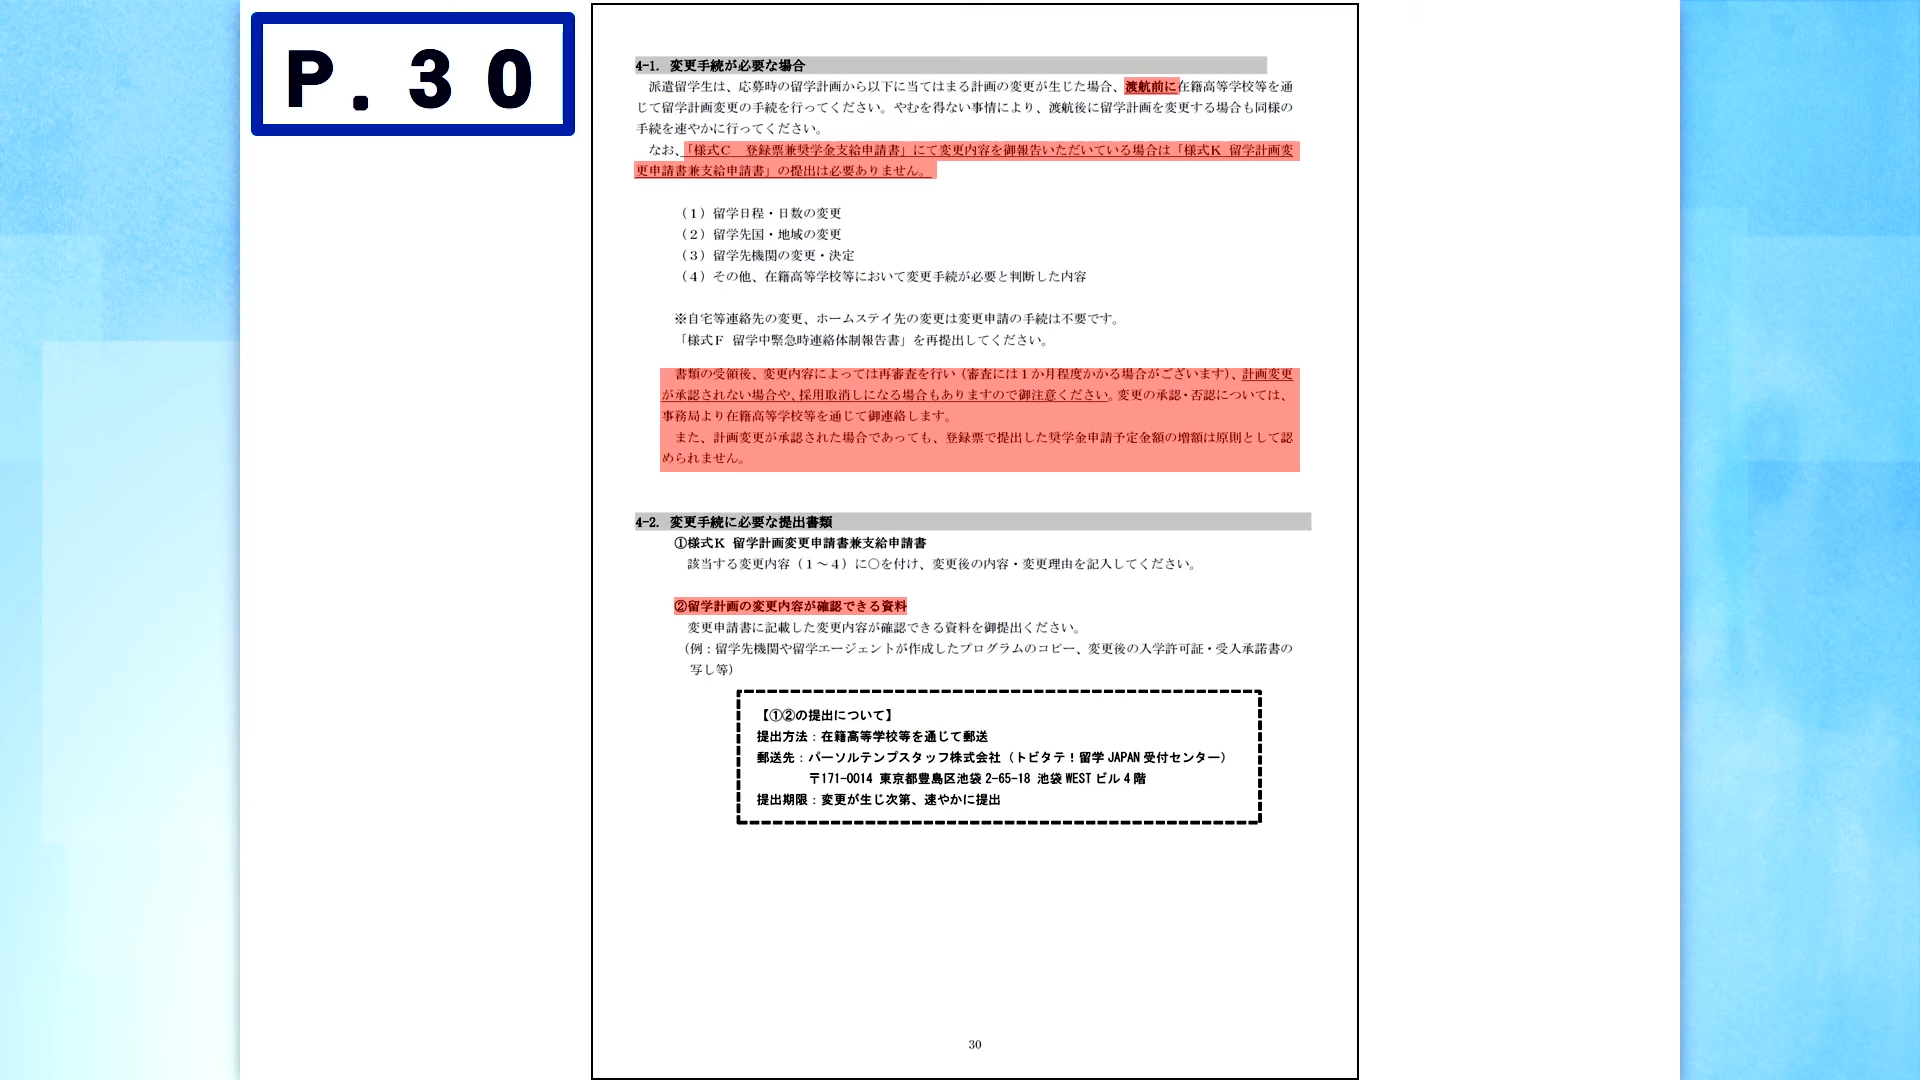 P.30
4-1. 変更手続が必要な場合
派遣留学生は、応募時の留学計画から以下に当てはまる計画の変更が生じた場合、渡航前に在籍高等学校等を通
じて留学計画変更の手続を行ってください。やむを得ない事情により、渡航後に留学計画を変更する場合も同様の
手続を速やかに行ってください。
なお、「様式C 登録票兼奨学金支給申請書」にて変更内容を御報告いただいている場合は「様式K 留学計画変
更申請書兼支給申請書」の提出は必要ありません。
(1)留学日程・日数の変更
(2)留学先国・地域の変更
(3)留学先機関の変更・決定
(4)その他、在籍高等学校等において変更手続が必要と判断した内容
※自宅等連絡先の変更、ホームステイ先の変更は変更申請の手続は不要です。
「様式F 留学中緊急時連絡体制報告書」を再提出してください。
書類の受領後、変更内容によっては再審査を行い(審査には1か月程度かかる場合がございます)、計画変更
が承認されない場合や、採用取消しになる場合もありますので御注意ください。変更の承認・否認については、
事務局より在籍高等学校等を通じて御連絡します。
また、計画変更が承認された場合であっても、登録票で提出した奨学金申請予定金額の増額は原則として認
められません。
4-2. 変更手続に必要な提出書類
①様式K 留学計画変更申請書兼支給申請書
該当する変更内容(1~4)に○を付け、変更後の内容・変更理由を記入してください。
②留学計画の変更内容が確認できる資料
変更申請書に記載した変更内容が確認できる資料を御提出ください。
(例:留学先機関や留学エージェントが作成したプログラムのコピー、変更後の入学許可証・受入承諾書の
写し等)
【①②の提出について】
提出方法:在籍高等学校等を通じて郵送
郵送先:パーソルテンプスタッフ株式会社(トビタテ!留学JAPAN受付センター)
〒171-0014 東京都豊島区池袋2-65-18 池袋WESTビル4階
提出期限:変更が生じ次第、速やかに提出
30